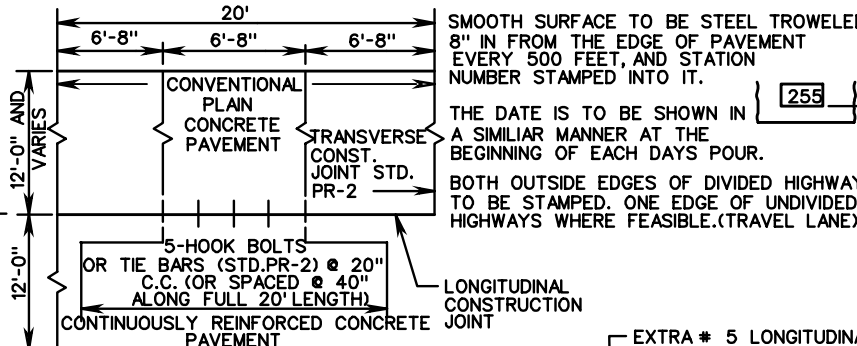 20'
6'-8" 6'-8" 6'-8"
12'-0" AND
VARIES
CONVENTIONAL
PLAIN
CONCRETE
PAVEMENT
TRANSVERSE
CONST.
JOINT STD.
PR-2
12'-0"
5-HOOK BOLTS
OR TIE BARS (STD.PR-2) @ 20"
C.C. (OR SPACED @ 40"
ALONG FULL 20' LENGTH)
CONTINUOUSLY REINFORCED CONCRETE
PAVEMENT
LONGITUDINAL
CONSTRUCTION
JOINT
SMOOTH SURFACE TO BE STEEL TROWELE
8" IN FROM THE EDGE OF PAVEMENT
EVERY 500 FEET, AND STATION
NUMBER STAMPED INTO IT.
255
THE DATE IS TO BE SHOWN IN
A SIMILIAR MANNER AT THE
BEGINNING OF EACH DAYS POUR.
BOTH OUTSIDE EDGES OF DIVIDED HIGHWAY
TO BE STAMPED. ONE EDGE OF UNDIVIDED
HIGHWAYS WHERE FEASIBLE.(TRAVEL LANE)
EXTRA # 5 LONGITUDINA